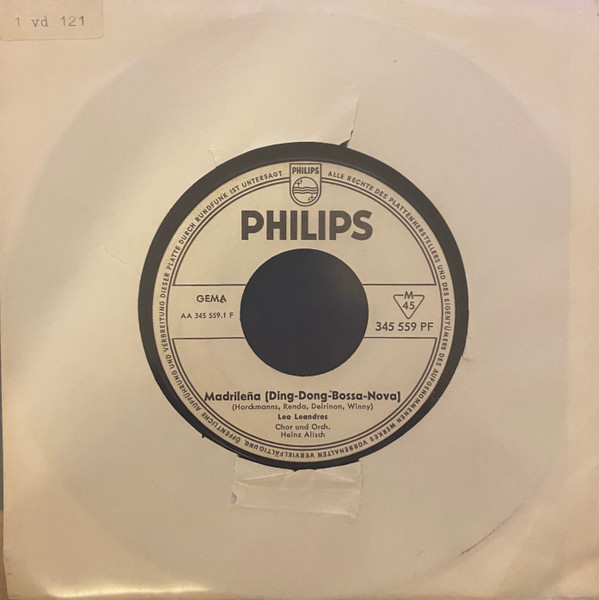 1 vd 121
ALLE RECHTE DES PLATTENHERSTELLERS UND DES EIGENTÜMERS DES AUFGENOMMENEN WERKES VORBEHALTEN. VERVIELFÄLTIGUNG, ÖFFENTLICHE AUFFÜHRUNG UND VERBREITUNG DIESER PLATTE DURCH RUNDFUNK IST UNTERSAGT
PHILIPS
PHILIPS
GEMA
AA 345 559.1 F
M
45
345 559 PF
Madrileña (Ding-Dong-Bossa-Nova)
(Horckmanns, Renda, Delrinon, Winny)
Leo Leandros
Chor und Orch.
Heinz Alisch